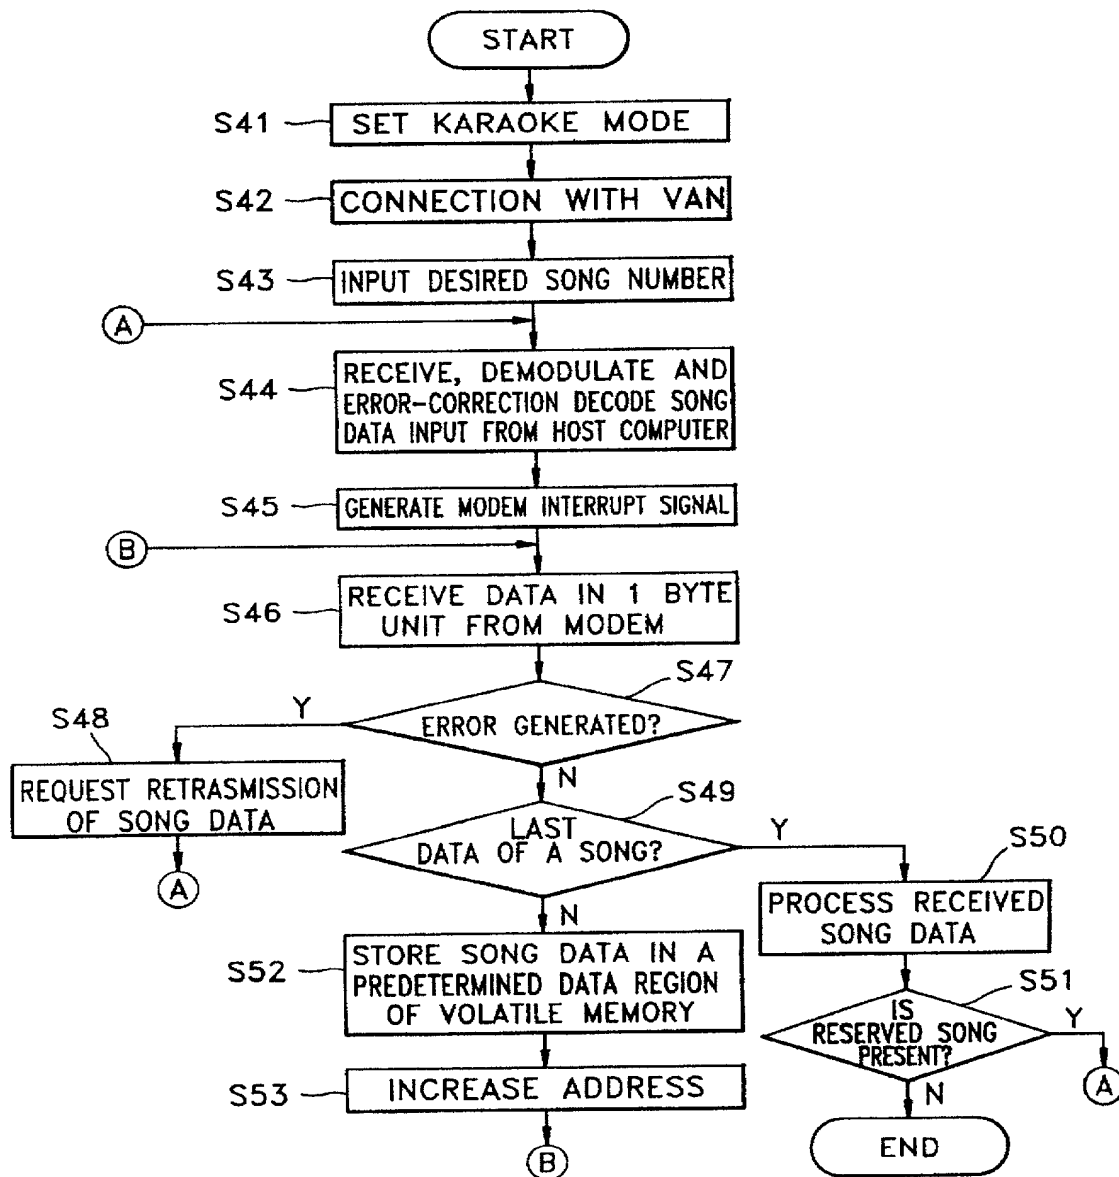 START
S41
SET KARAOKE MODE
S42
CONNECTION WITH VAN
S43
INPUT DESIRED SONG NUMBER
A
S44
RECEIVE, DEMODULATE AND
ERROR-CORRECTION DECODE SONG
DATA INPUT FROM HOST COMPUTER
S45
GENERATE MODEM INTERRUPT SIGNAL
B
S46
RECEIVE DATA IN 1 BYTE
UNIT FROM MODEM
S47
ERROR GENERATED?
Y
N
S48
REQUEST RETRASMISSION
OF SONG DATA
A
S49
LAST
DATA OF A SONG?
Y
N
S50
PROCESS RECEIVED
SONG DATA
S51
IS
RESERVED SONG
PRESENT?
Y
A
N
END
S52
STORE SONG DATA IN A
PREDETERMINED DATA REGION
OF VOLATILE MEMORY
S53
INCREASE ADDRESS
B